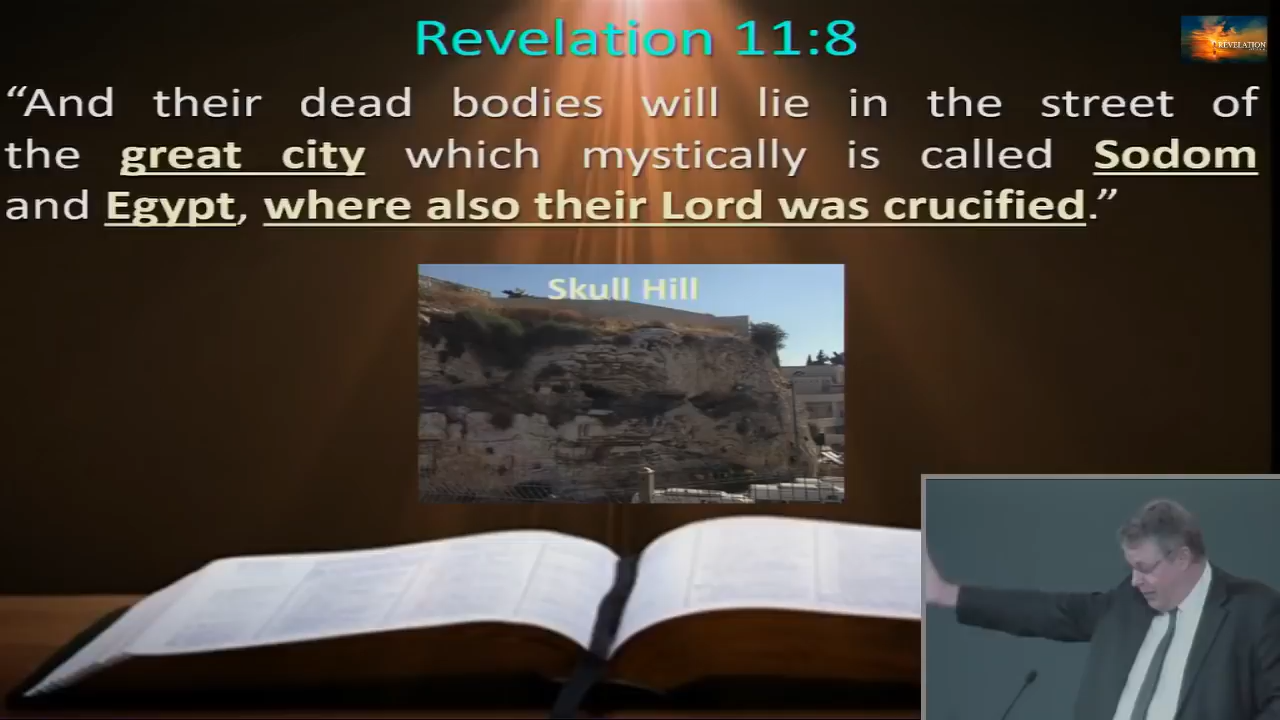 Revelation 11:8
REVELATION
“And their dead bodies will lie in the street of
the great city which mystically is called Sodom
and Egypt, where also their Lord was crucified.”
Skull Hill